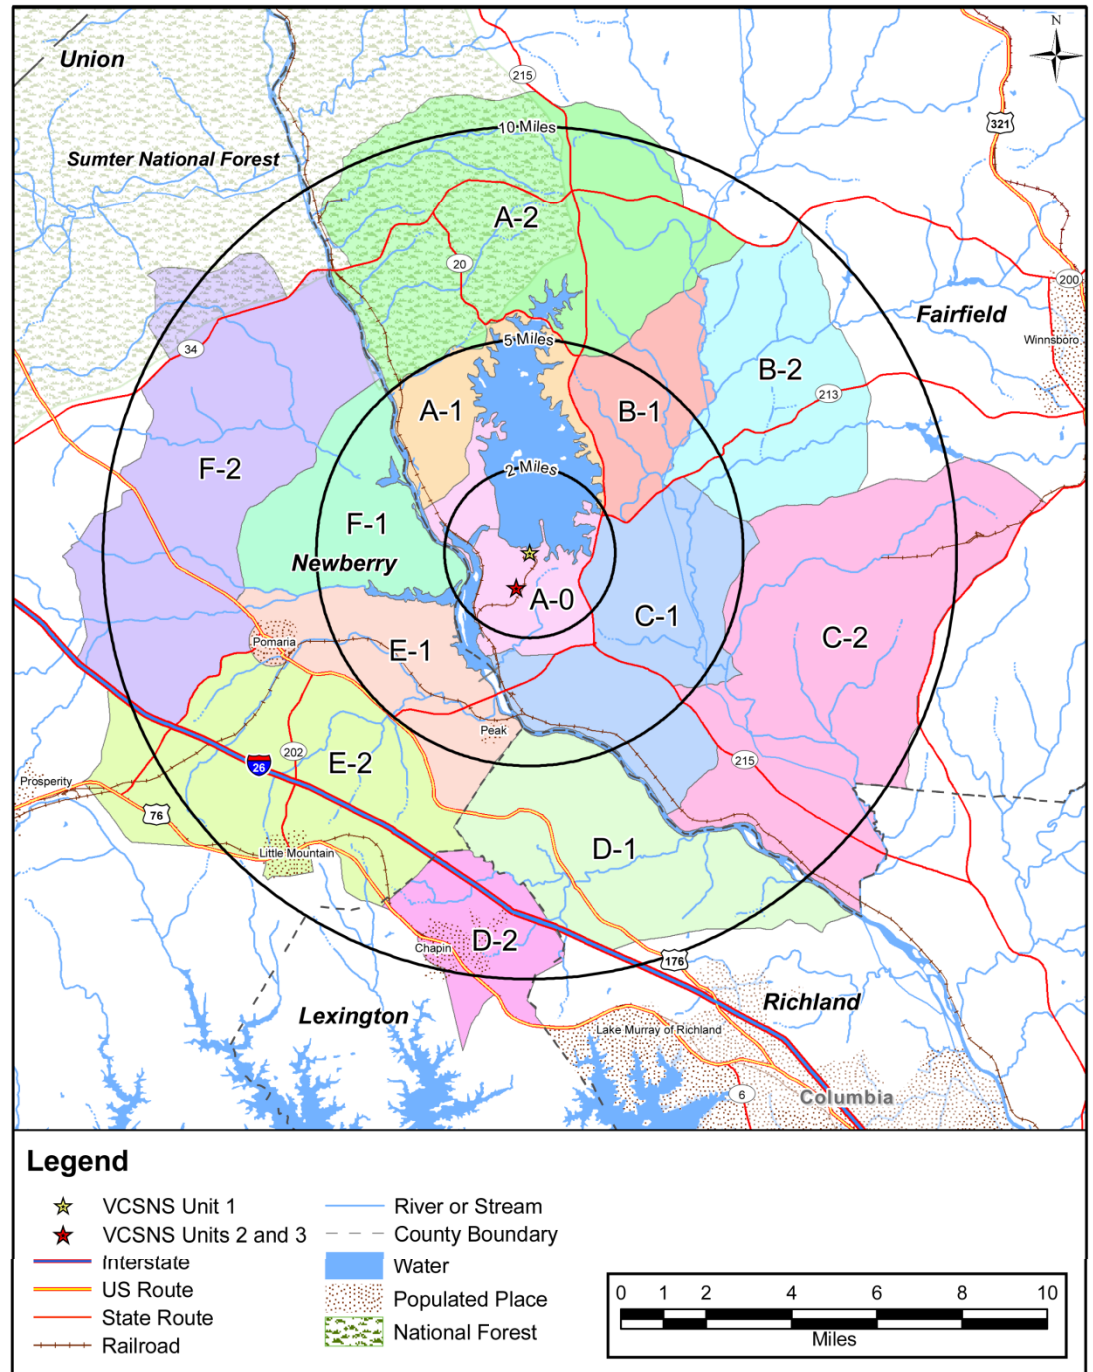 N
Union
215
321
10 Miles
Sumter National Forest
A-2
20
200
Fairfield
Winnsboro
34
5 Miles
B-2
213
A-1
B-1
F-2
2 Miles
F-1
Newberry
A-0
C-1
C-2
Pomaria
E-1
Peak
202
215
E-2
26
Prosperity
76
D-1
Little Mountain
D-2
Chapin
176
Richland
Lexington
Lake Murray of Richland
6
Columbia
Legend
VCSNS Unit 1
VCSNS Units 2 and 3
Interstate
US Route
State Route
Railroad
River or Stream
County Boundary
Water
Populated Place
National Forest
0 1 2 4 6 8 10
Miles